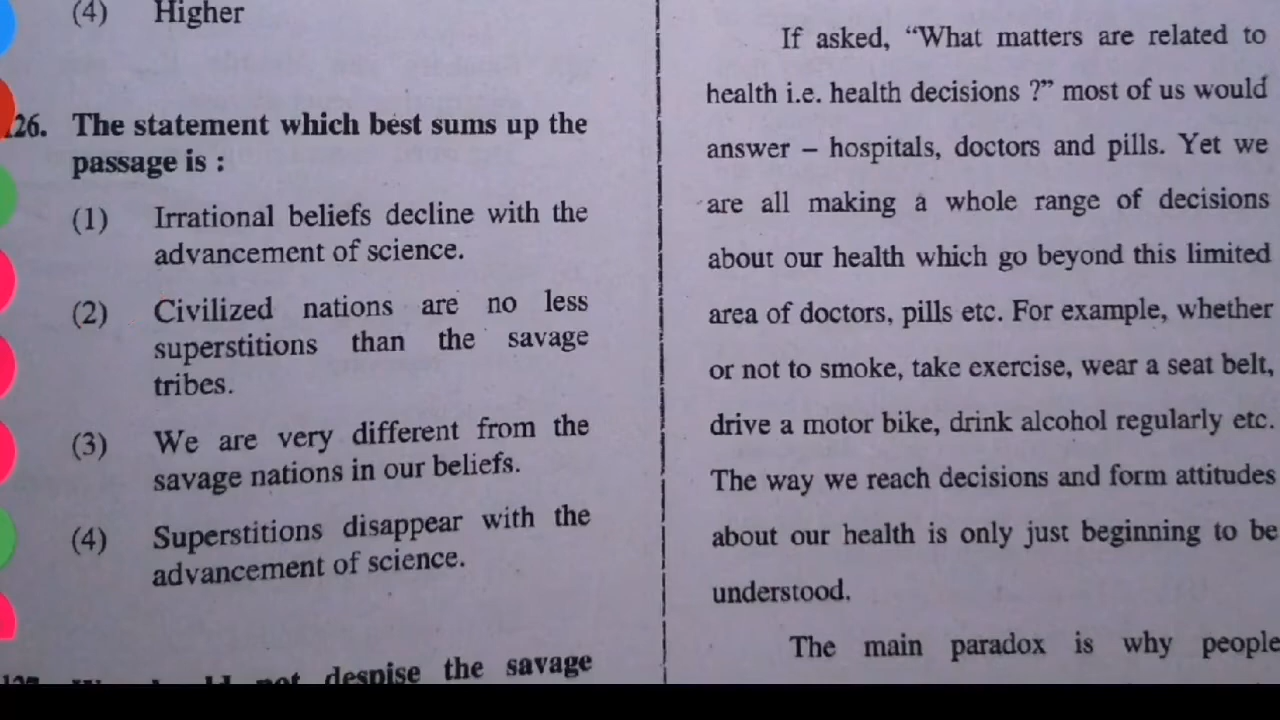 (4) Higher
126. The statement which best sums up the
passage is :
(1) Irrational beliefs decline with the
advancement of science.
(2) Civilized nations are no less
superstitions than the savage
tribes.
(3) We are very different from the
savage nations in our beliefs.
(4) Superstitions disappear with the
advancement of science.
not despise the savage
If asked, “What matters are related to
health i.e. health decisions ?” most of us would
answer – hospitals, doctors and pills. Yet we
are all making a whole range of decisions
about our health which go beyond this limited
area of doctors, pills etc. For example, whether
or not to smoke, take exercise, wear a seat belt,
drive a motor bike, drink alcohol regularly etc.
The way we reach decisions and form attitudes
about our health is only just beginning to be
understood.
The main paradox is why people